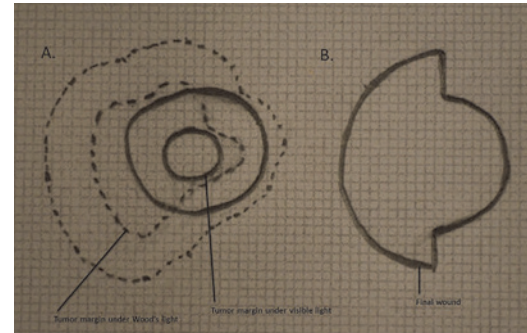 A.
B.
Tumor margin under Wood's light
Tumor margin under visible light
Final wound